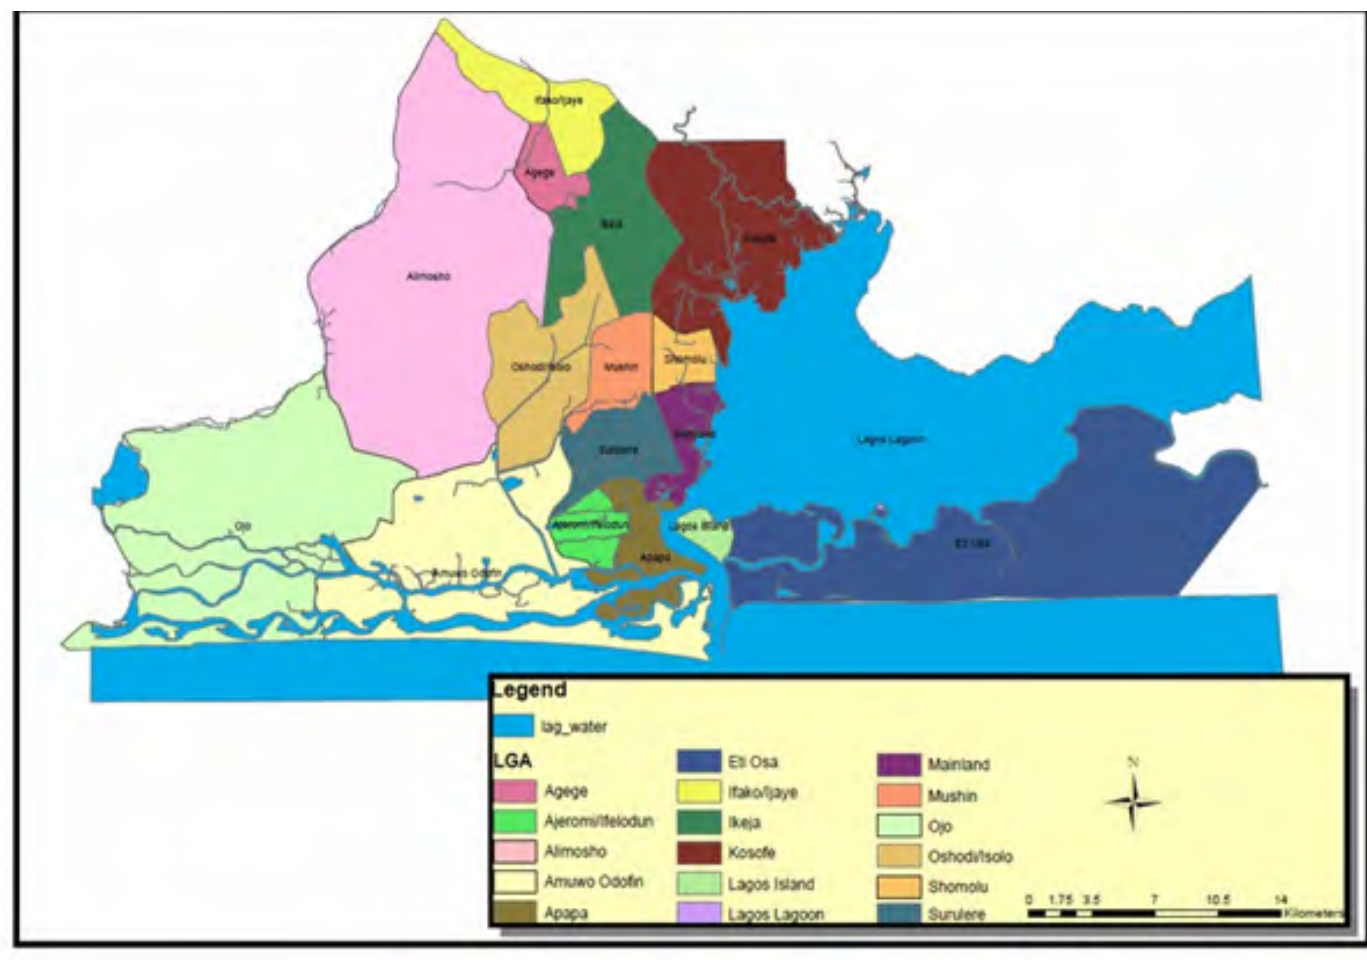 Ifako/Ijaye
Agege
Ikeja
Kosofe
Alimosho
Oshodi/Isolo
Mushin
Shomolu
Mainland
Lagos Lagoon
Surulere
Ojo
Ajeromi/Ifelodun
Lagos Island
Eti Osa
Apapa
Amuwo Odofin
Legend
lag_water
LGA
Agege
Ajeromi/Ifelodun
Alimosho
Amuwo Odofin
Apapa
Eti Osa
Ifako/Ijaye
Ikeja
Kosofe
Lagos Island
Lagos Lagoon
Mainland
Mushin
Ojo
Oshodi/Isolo
Shomolu
Surulere
N
0 1.75 3.5 7 10.5 14
Kilometers